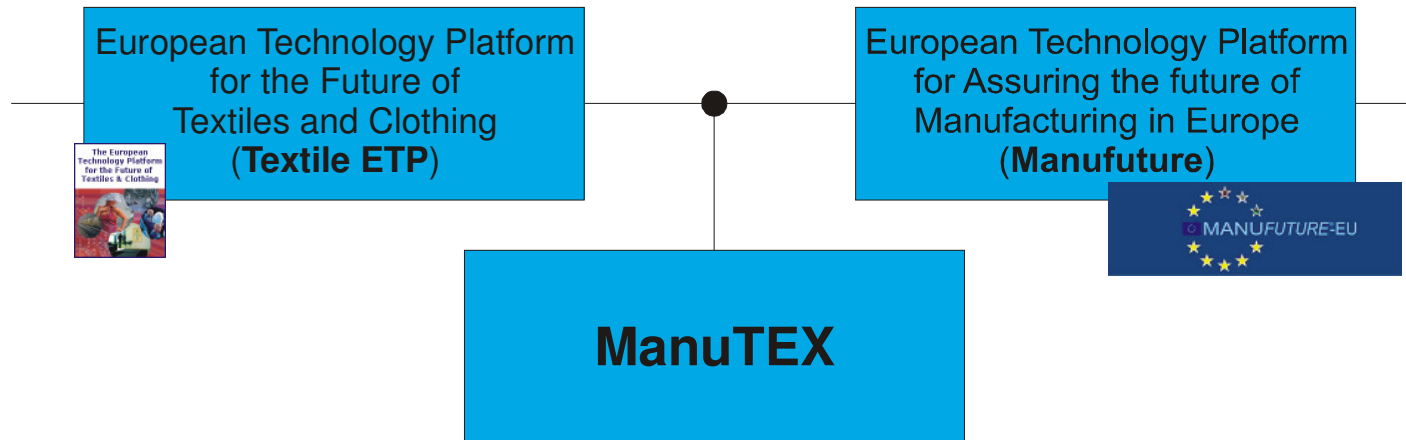 European Technology Platform
for the Future of
Textiles and Clothing
(Textile ETP)
European Technology Platform
for Assuring the future of
Manufacturing in Europe
(Manufuture)
The European
Technology Platform
for the Future of
Textiles & Clothing
MANUFUTURE-EU
ManuTEX